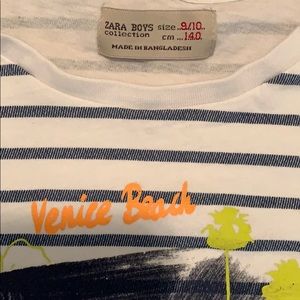 ZARA BOYS size 9/10
collection cm 140
MADE IN BANGLADESH
Venice Beach